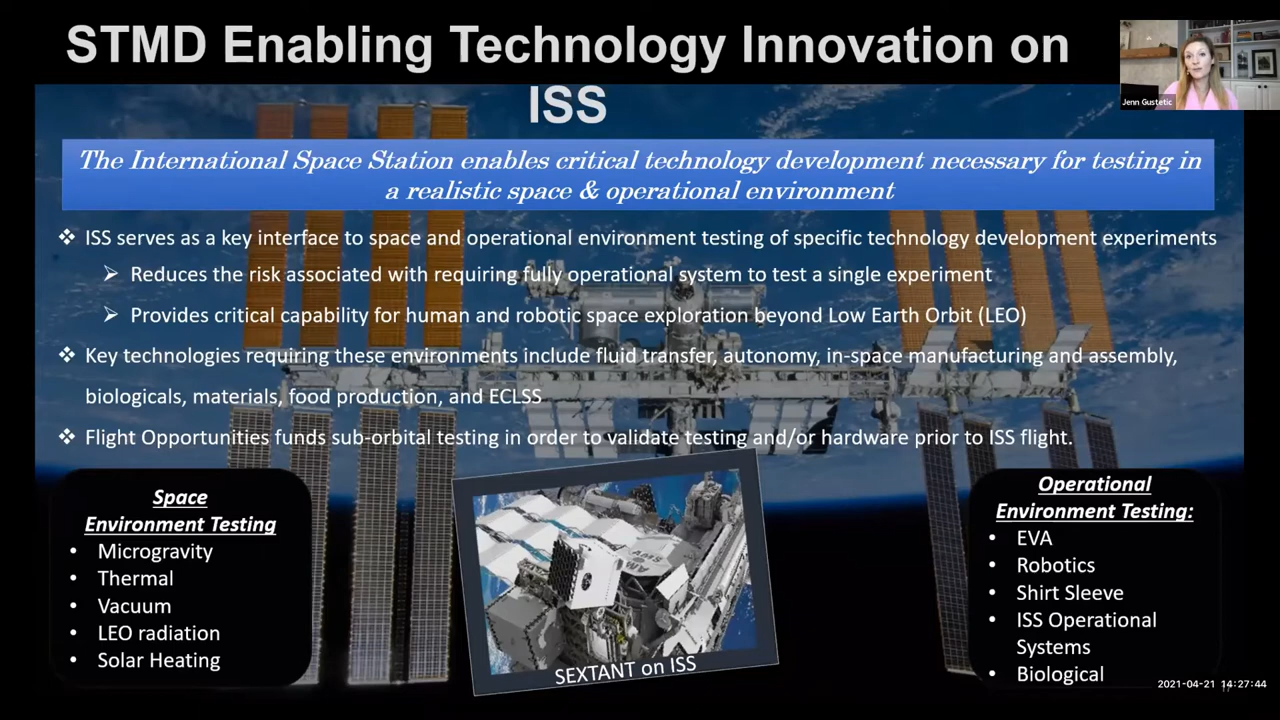 STMD Enabling Technology Innovation on
ISS
Jenn Gustetic
The International Space Station enables critical technology development necessary for testing in
a realistic space & operational environment
❖ ISS serves as a key interface to space and operational environment testing of specific technology development experiments
➢ Reduces the risk associated with requiring fully operational system to test a single experiment
➢ Provides critical capability for human and robotic space exploration beyond Low Earth Orbit (LEO)
❖ Key technologies requiring these environments include fluid transfer, autonomy, in-space manufacturing and assembly,
biologicals, materials, food production, and ECLSS
❖ Flight Opportunities funds sub-orbital testing in order to validate testing and/or hardware prior to ISS flight.
Space
Environment Testing
• Microgravity
• Thermal
• Vacuum
• LEO radiation
• Solar Heating
AMS
SEXTANT on ISS
Operational
Environment Testing:
• EVA
• Robotics
• Shirt Sleeve
• ISS Operational
Systems
• Biological
2021-04-21 14:27:44
17